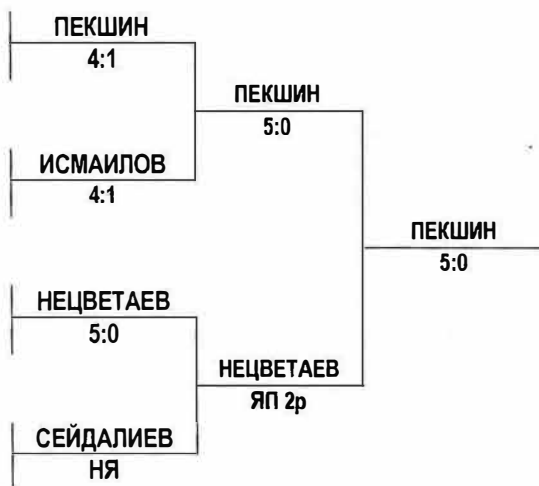 ПЕКШИН
4:1
ПЕКШИН
5:0
ИСМАИЛОВ
4:1
ПЕКШИН
5:0
НЕЦВЕТАЕВ
5:0
НЕЦВЕТАЕВ
ЯП 2р
СЕЙДАЛИЕВ
НЯ